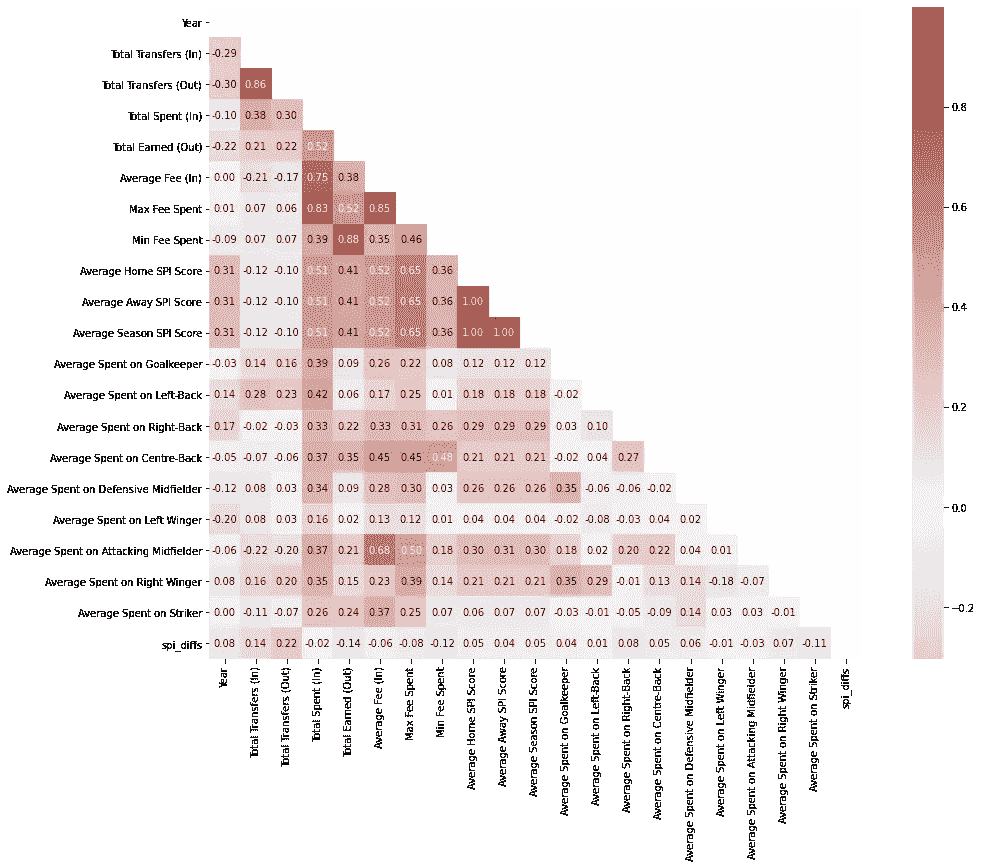 Year
Total Transfers (In) -0.29
Total Transfers (Out) -0.30 0.86
0.8
Total Spent (In) -0.10 0.38 0.30
Total Earned (Out) -0.22 0.21 0.22 0.52
Average Fee (In) 0.00 -0.21 -0.17 0.75 0.38
Max Fee Spent 0.01 0.07 0.06 0.83 0.52 0.85
0.6
Min Fee Spent -0.09 0.07 0.07 0.39 0.88 0.35 0.46
Average Home SPI Score 0.31 -0.12 -0.10 0.51 0.41 0.52 0.65 0.36
Average Away SPI Score 0.31 -0.12 -0.10 0.51 0.41 0.52 0.65 0.36 1.00
0.4
Average Season SPI Score 0.31 -0.12 -0.10 0.51 0.41 0.52 0.65 0.36 1.00 1.00
Average Spent on Goalkeeper -0.03 0.14 0.16 0.39 0.09 0.26 0.22 0.08 0.12 0.12 0.12
Average Spent on Left-Back 0.14 0.28 0.23 0.42 0.06 0.17 0.25 0.01 0.18 0.18 0.18 -0.02
0.2
Average Spent on Right-Back 0.17 -0.02 -0.03 0.33 0.22 0.33 0.31 0.26 0.29 0.29 0.29 0.03 0.10
Average Spent on Centre-Back -0.05 -0.07 -0.06 0.37 0.35 0.45 0.45 0.48 0.21 0.21 0.21 -0.02 0.04 0.27
Average Spent on Defensive Midfielder -0.12 0.08 0.03 0.34 0.09 0.28 0.30 0.03 0.26 0.26 0.26 0.35 -0.06 -0.06 -0.02
0.0
Average Spent on Left Winger -0.20 0.08 0.03 0.16 0.02 0.13 0.12 0.01 0.04 0.04 0.04 -0.02 -0.08 -0.03 0.04 0.02
Average Spent on Attacking Midfielder -0.06 -0.22 -0.20 0.37 0.21 0.68 0.50 0.18 0.30 0.31 0.30 0.18 0.02 0.20 0.22 0.04 0.01
Average Spent on Right Winger 0.08 0.16 0.20 0.35 0.15 0.23 0.39 0.14 0.21 0.21 0.21 0.35 0.29 -0.01 0.13 0.14 -0.18 -0.07
-0.2
Average Spent on Striker 0.00 -0.11 -0.07 0.26 0.24 0.37 0.25 0.07 0.06 0.07 0.07 -0.03 -0.01 -0.05 -0.09 0.14 0.03 0.03 -0.01
spi_diffs 0.08 0.14 0.22 -0.02 -0.14 -0.06 -0.08 -0.12 0.05 0.04 0.05 0.04 0.01 0.08 0.05 0.06 -0.01 -0.03 0.07 -0.11
Year
Total Transfers (In)
Total Transfers (Out)
Total Spent (In)
Total Earned (Out)
Average Fee (In)
Max Fee Spent
Min Fee Spent
Average Home SPI Score
Average Away SPI Score
Average Season SPI Score
Average Spent on Goalkeeper
Average Spent on Left-Back
Average Spent on Right-Back
Average Spent on Centre-Back
Average Spent on Defensive Midfielder
Average Spent on Left Winger
Average Spent on Attacking Midfielder
Average Spent on Right Winger
Average Spent on Striker
spi_diffs